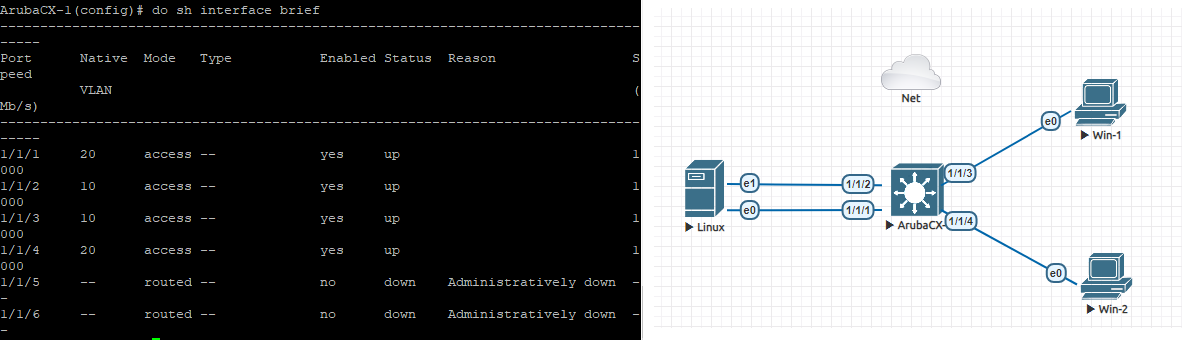 ArubaCX-1(config)# do sh interface brief
--------------------------------------------------------------------------------
-----
Port      Native  Mode   Type           Enabled Status  Reason                 S
peed
          VLAN                                                                 (
Mb/s)
--------------------------------------------------------------------------------
-----
1/1/1     20      access --             yes     up                             1
000
1/1/2     10      access --             yes     up                             1
000
1/1/3     10      access --             yes     up                             1
000
1/1/4     20      access --             yes     up                             1
000
1/1/5     --      routed --             no      down    Administratively down  -
-
1/1/6     --      routed --             no      down    Administratively down  -
-
Net
e0
Win-1
1/1/3
e1
1/1/2
e0
1/1/1
Linux
ArubaCX-
1/1/4
e0
Win-2